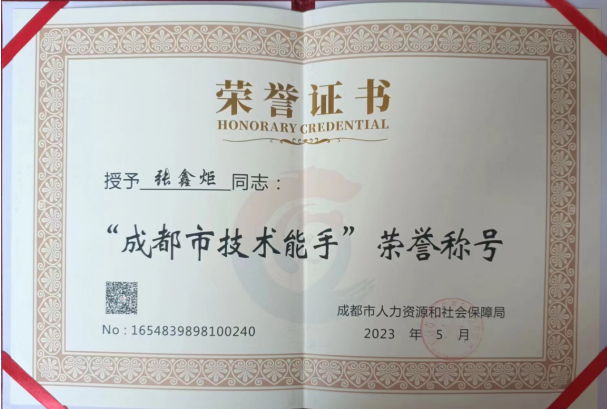 荣誉证书
HONORARY CREDENTIAL
授予 张鑫炬 同志：
“成都市技术能手”荣誉称号
成都市人力资源和社会保障局
No：1654839898100240
2023 年 5 月